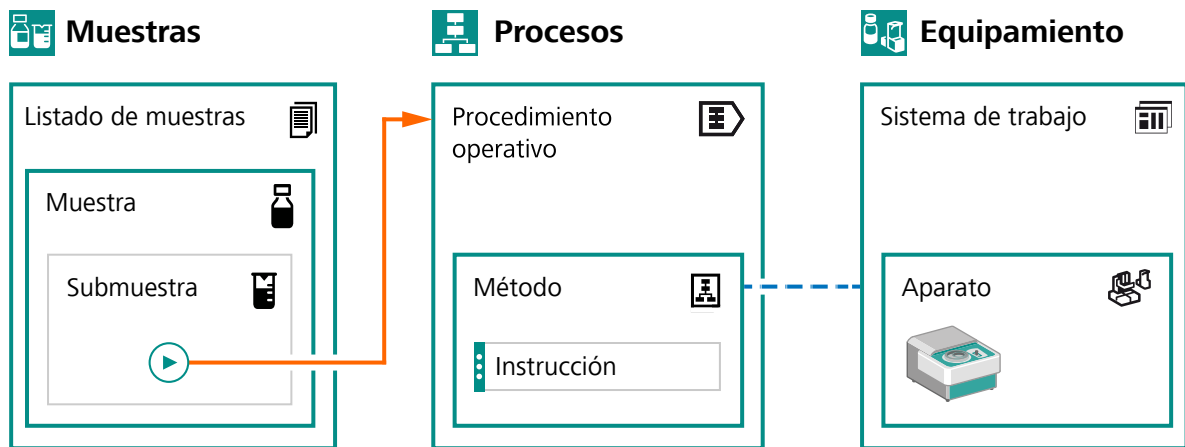 Muestras
Listado de muestras
Muestra
Submuestra
Procesos
Procedimiento
operativo
Método
Instrucción
Equipamiento
Sistema de trabajo
Aparato